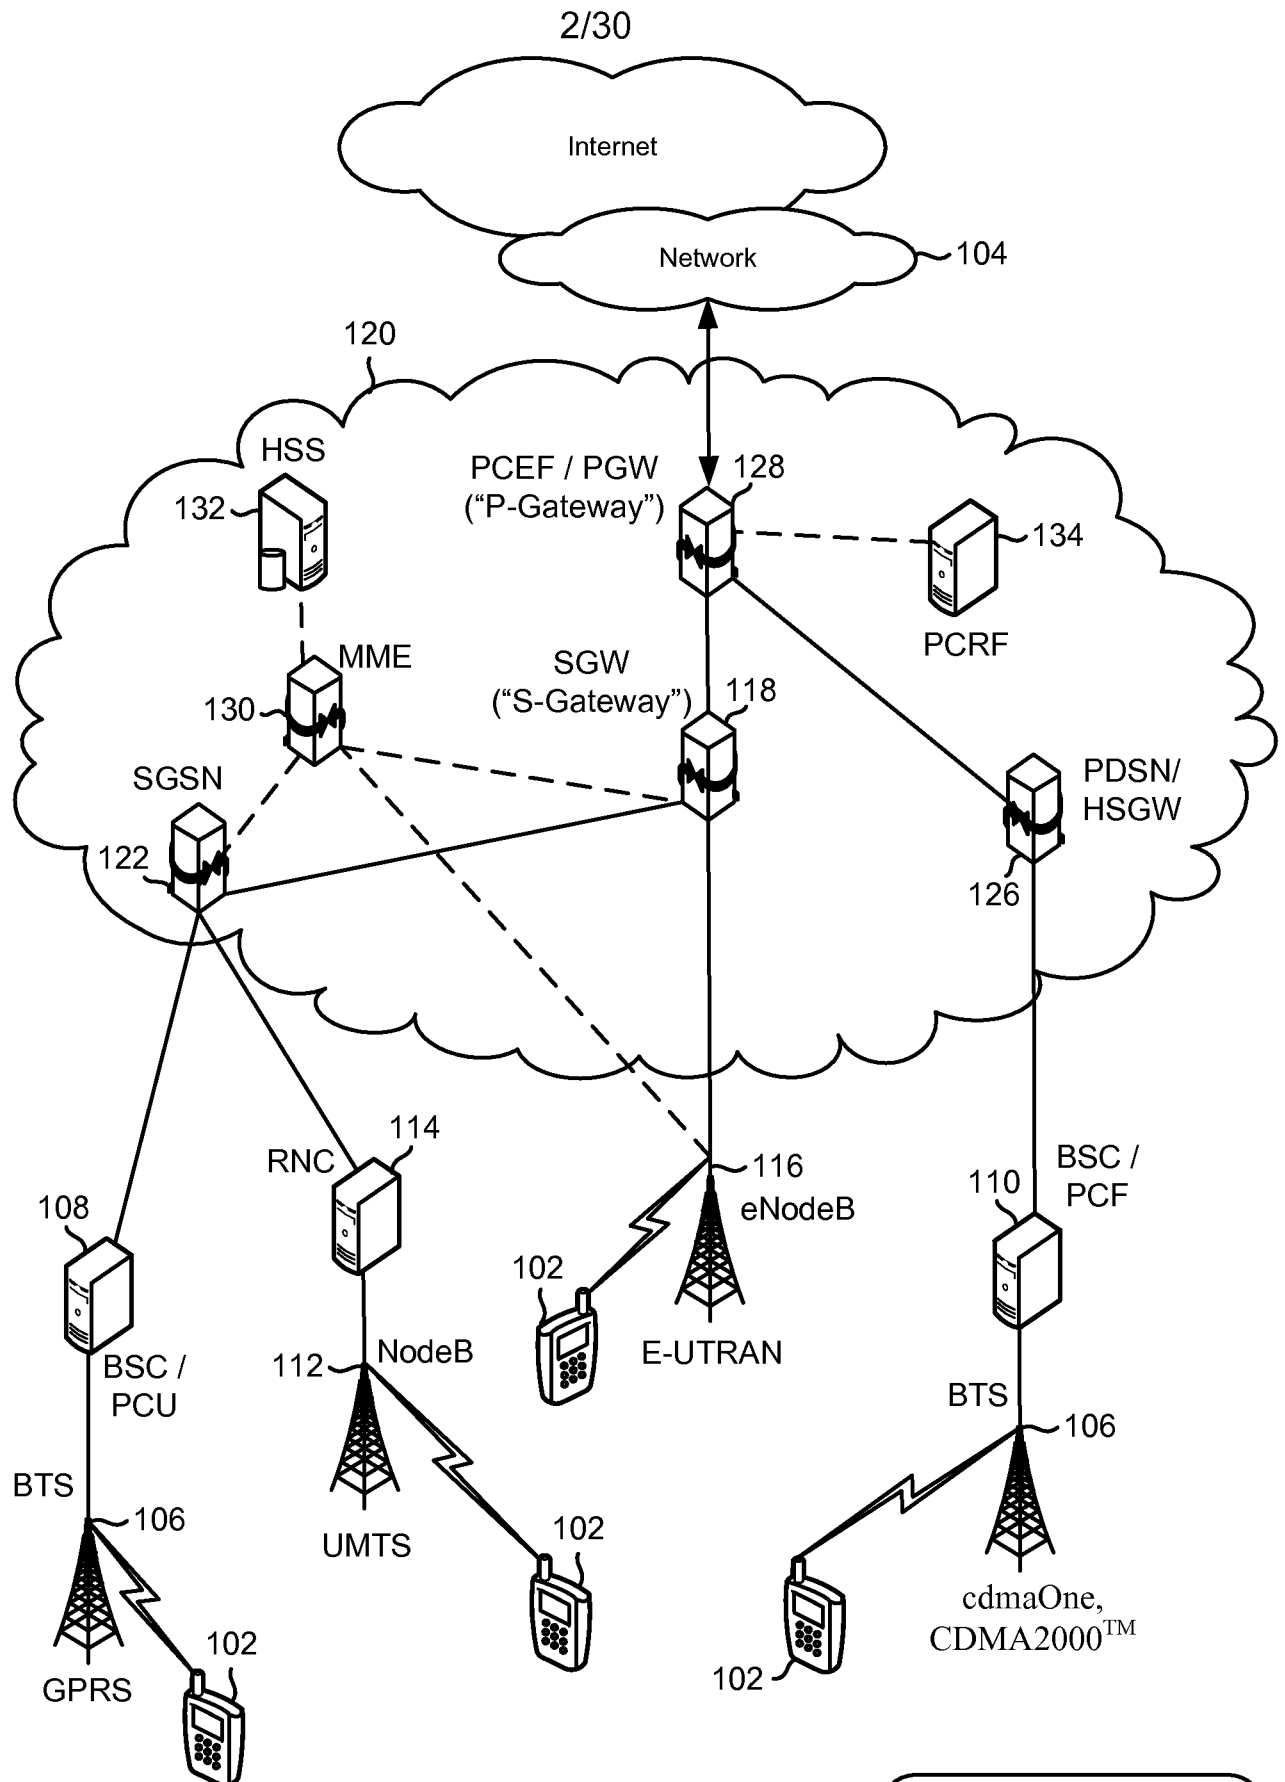 2/30
Internet
Network
104
120
HSS
132
PCEF / PGW
(“P-Gateway”)
128
134
PCRF
MME
130
SGW
("S-Gateway")
118
SGSN
122
PDSN/
HSGW
126
RNC
114
116
eNodeB
BSC /
PCF
110
108
102
E-UTRAN
NodeB
112
BSC /
PCU
BTS
106
BTS
106
UMTS
102
cdmaOne,
CDMA2000™
102
102
GPRS